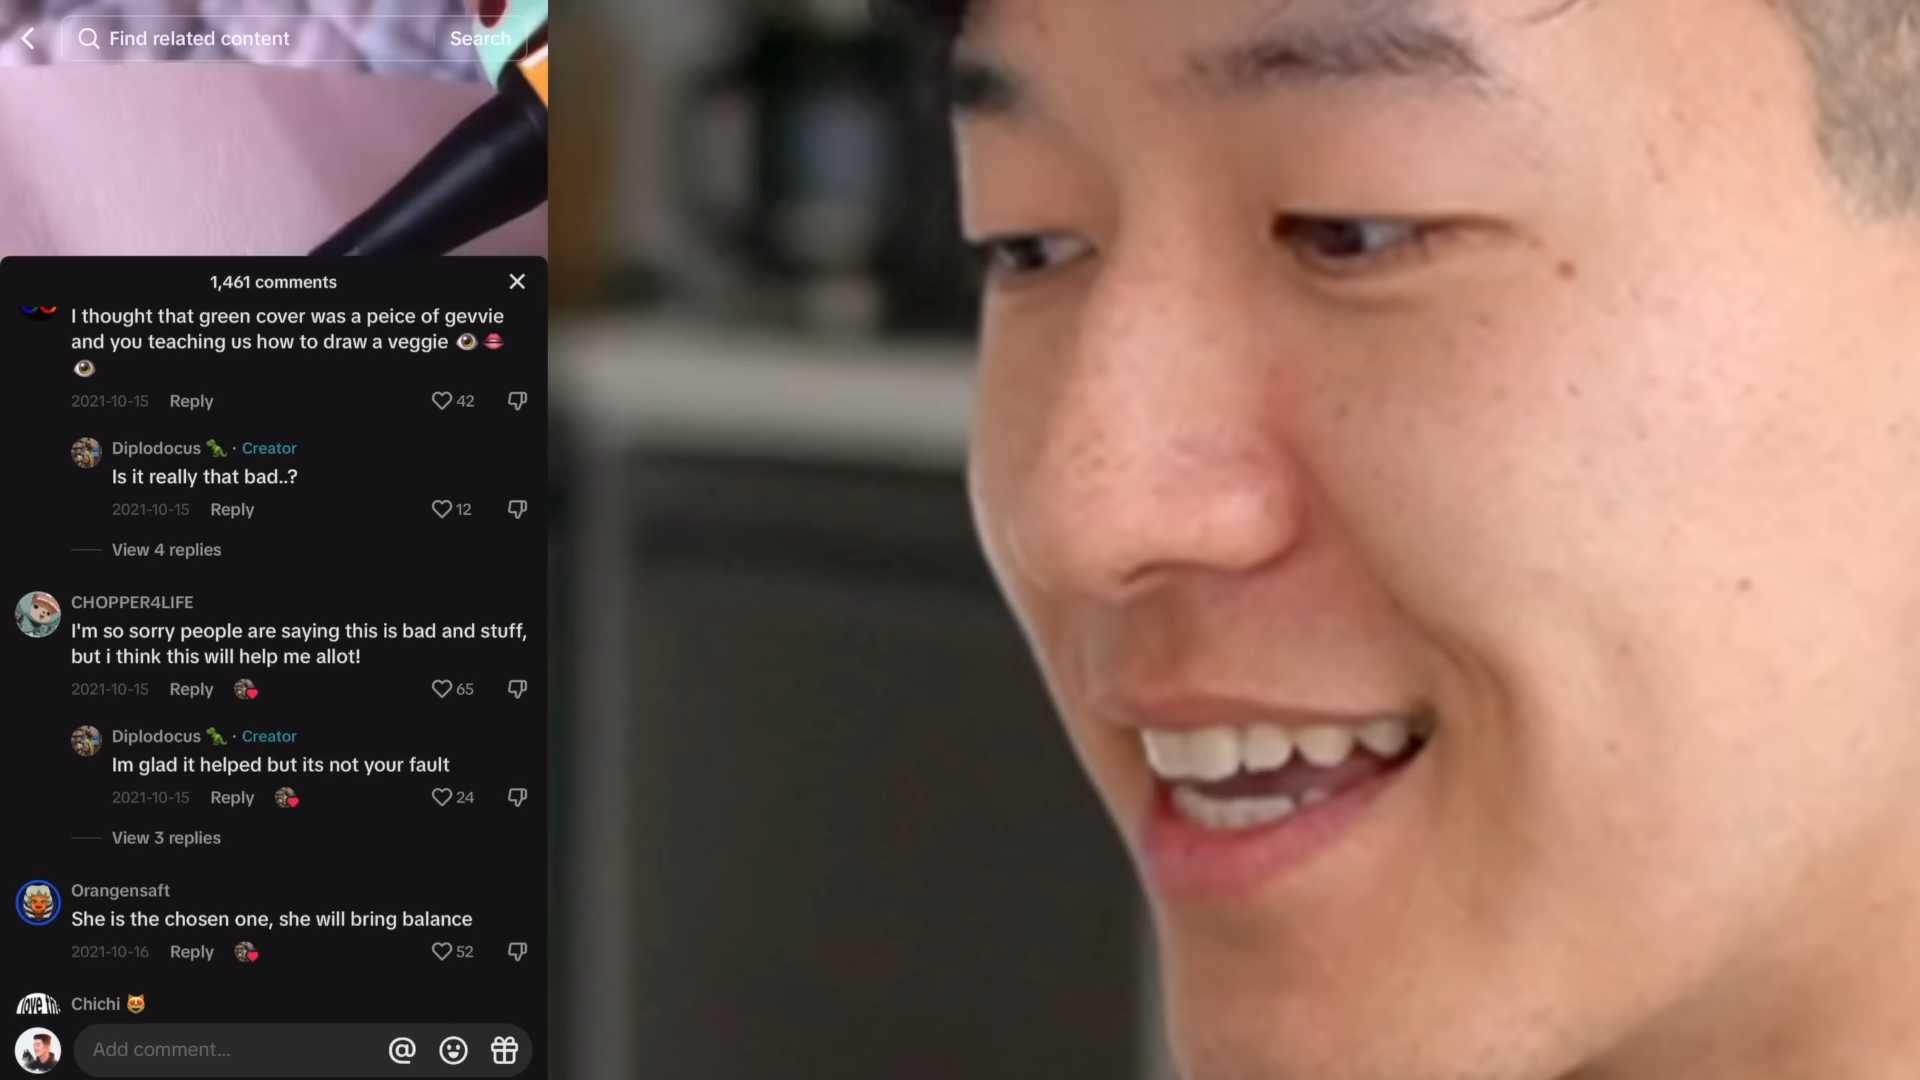 Find related content
Search
1,461 comments
I thought that green cover was a peice of gevvie
and you teaching us how to draw a veggie 👁️👄
👁️
2021-10-15 Reply 42
Diplodocus 🦖 · Creator
Is it really that bad..?
2021-10-15 Reply 12
View 4 replies
CHOPPER4LIFE
I'm so sorry people are saying this is bad and stuff,
but i think this will help me allot!
2021-10-15 Reply 65
Diplodocus 🦖 · Creator
Im glad it helped but its not your fault
2021-10-15 Reply 24
View 3 replies
Orangensaft
She is the chosen one, she will bring balance
2021-10-16 Reply 52
Chichi 😻
Add comment...
@